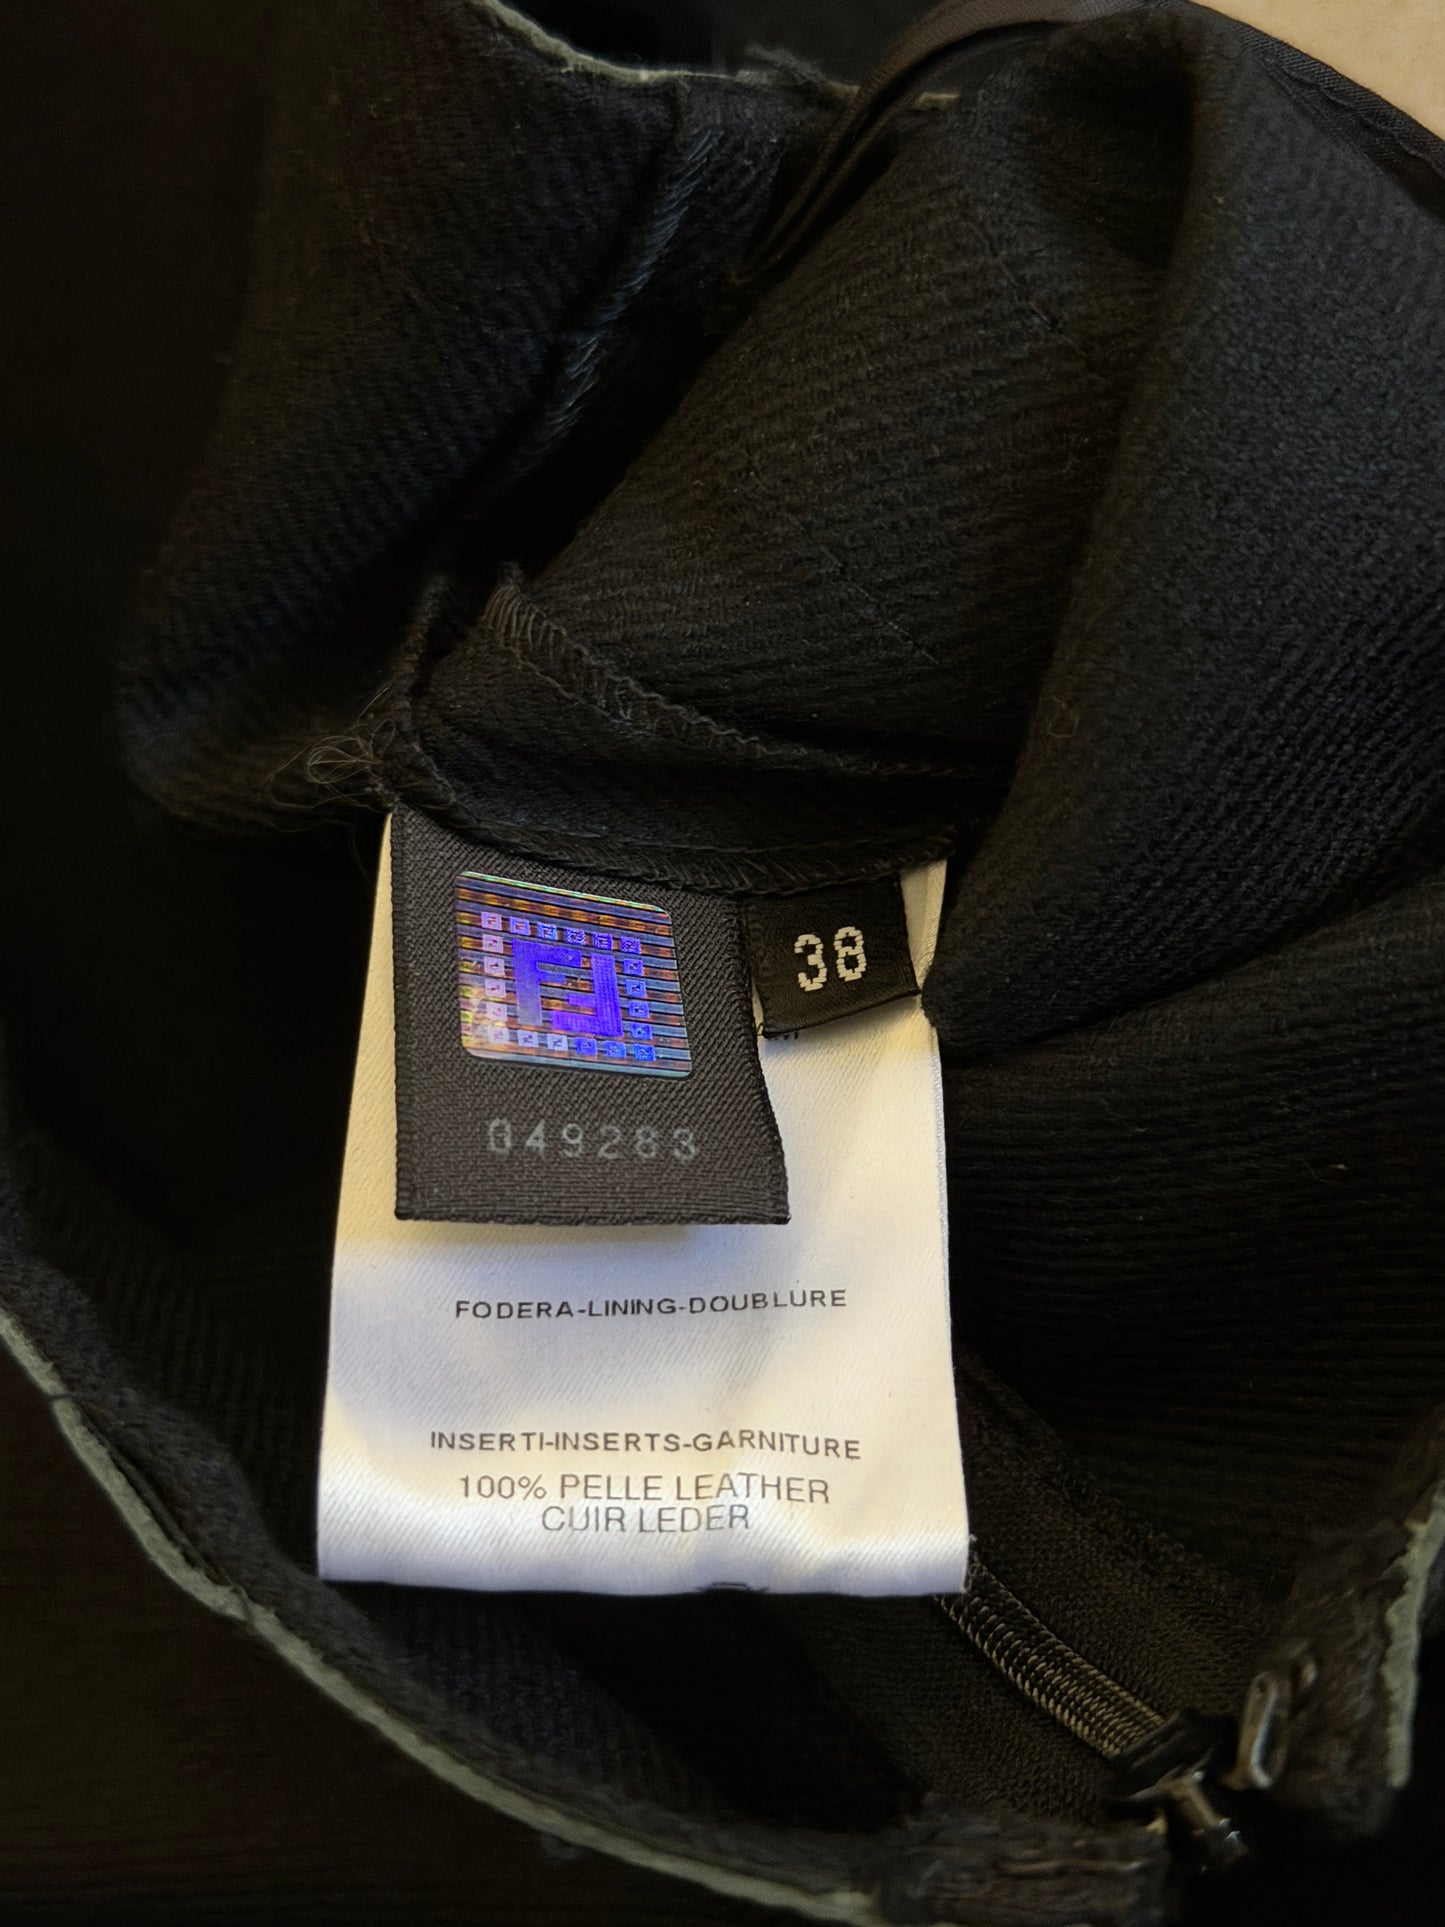 38
049283
FODERA-LINING-DOUBLURE
INSERTI-INSERTS-GARNITURE
100% PELLE LEATHER
CUIR LEDER